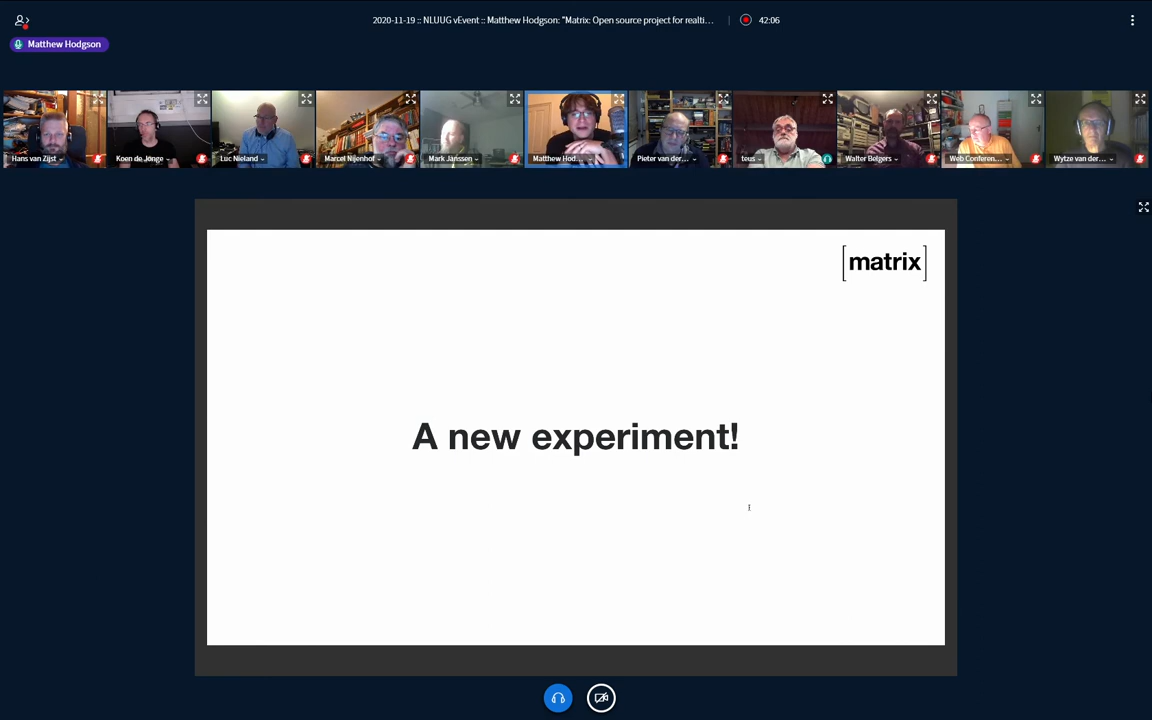 2020-11-19 :: NLUUG vEvent :: Matthew Hodgson: "Matrix: Open source project for realti...
42:06
Matthew Hodgson
Hans van Zijst
Koen de Jonge
Luc Nieland
Marcel Nijenhof
Mark Janssen
Matthew Hod...
Pieter van der...
teus
Walter Belgers
Web Conferen...
Wytze van der...
[matrix]
A new experiment!